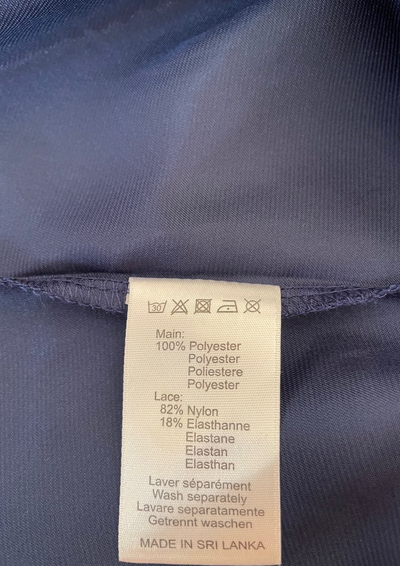 30
Main:
100% Polyester
Polyester
Poliestere
Polyester
Lace:
82% Nylon
18% Elasthanne
Elastane
Elastan
Elasthan
Laver séparément
Wash separately
Lavare separatamente
Getrennt waschen
MADE IN SRI LANKA